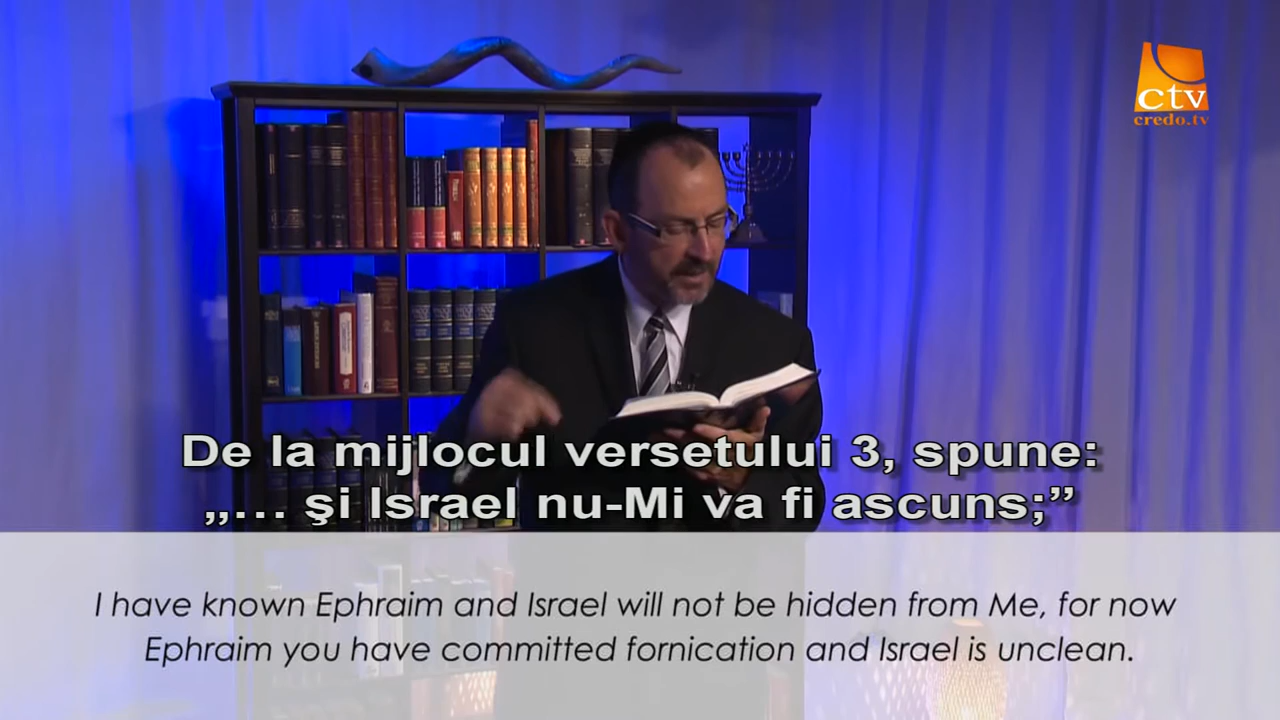 ctv
credo.tv
De la mijlocul versetului 3, spune:
„… şi Israel nu-Mi va fi ascuns;”
I have known Ephraim and Israel will not be hidden from Me, for now
Ephraim you have committed fornication and Israel is unclean.